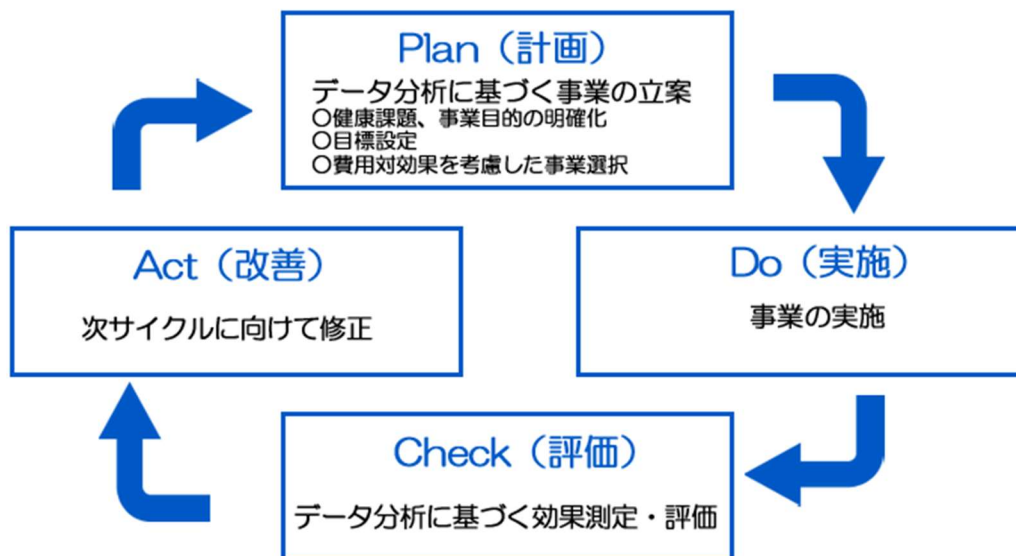 Plan（計画）
データ分析に基づく事業の立案
○健康課題、事業目的の明確化
○目標設定
○費用対効果を考慮した事業選択
Act（改善）
次サイクルに向けて修正
Do（実施）
事業の実施
Check（評価）
データ分析に基づく効果測定・評価